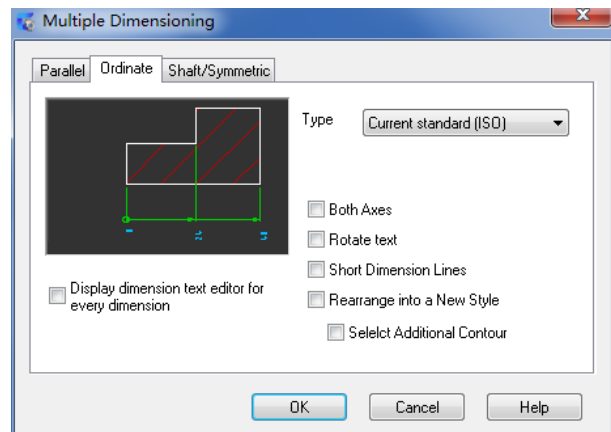 Multiple Dimensioning
Parallel
Ordinate
Shaft/Symmetric
Type
Current standard (ISO)
Both Axes
Rotate text
Short Dimension Lines
Rearrange into a New Style
Selelct Additional Contour
Display dimension text editor for
every dimension
OK
Cancel
Help